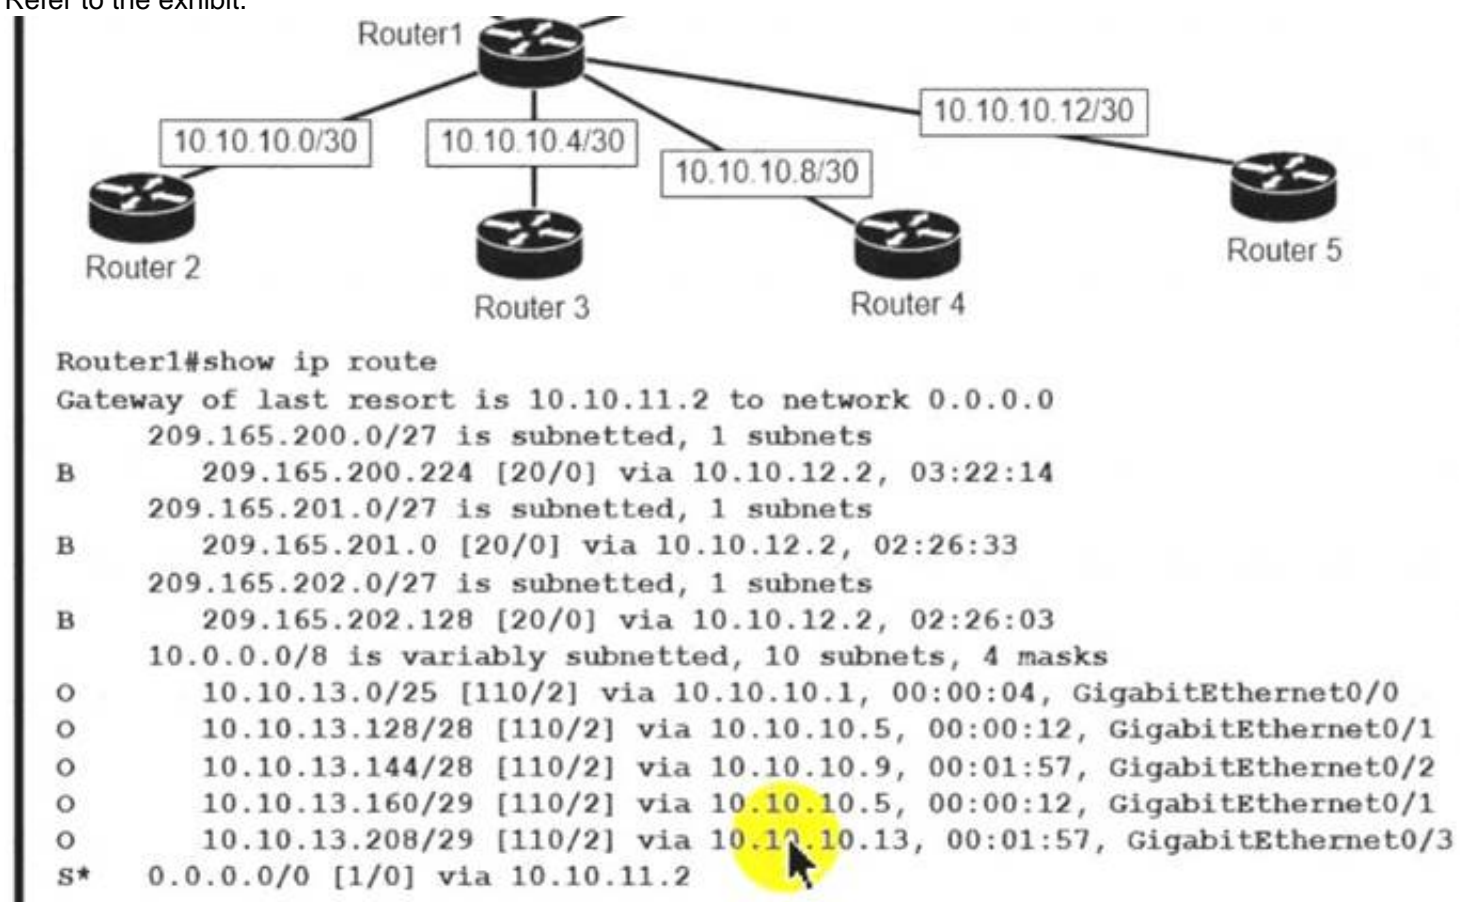 Refer to the exhibit.
Router1
10.10.10.12/30
10.10.10.0/30
10.10.10.4/30
10.10.10.8/30
Router 2
Router 3
Router 4
Router 5
Router1#show ip route
Gateway of last resort is 10.10.11.2 to network 0.0.0.0
209.165.200.0/27 is subnetted, 1 subnets
B 209.165.200.224 [20/0] via 10.10.12.2, 03:22:14
209.165.201.0/27 is subnetted, 1 subnets
B 209.165.201.0 [20/0] via 10.10.12.2, 02:26:33
209.165.202.0/27 is subnetted, 1 subnets
B 209.165.202.128 [20/0] via 10.10.12.2, 02:26:03
10.0.0.0/8 is variably subnetted, 10 subnets, 4 masks
O 10.10.13.0/25 [110/2] via 10.10.10.1, 00:00:04, GigabitEthernet0/0
O 10.10.13.128/28 [110/2] via 10.10.10.5, 00:00:12, GigabitEthernet0/1
O 10.10.13.144/28 [110/2] via 10.10.10.9, 00:01:57, GigabitEthernet0/2
O 10.10.13.160/29 [110/2] via 10.10.10.5, 00:00:12, GigabitEthernet0/1
O 10.10.13.208/29 [110/2] via 10.10.10.13, 00:01:57, GigabitEthernet0/3
S* 0.0.0.0/0 [1/0] via 10.10.11.2